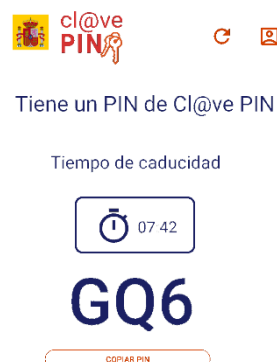 cl@ve
PIN
Tiene un PIN de Cl@ve PIN
Tiempo de caducidad
07 42
GQ6
COPIAR PIN